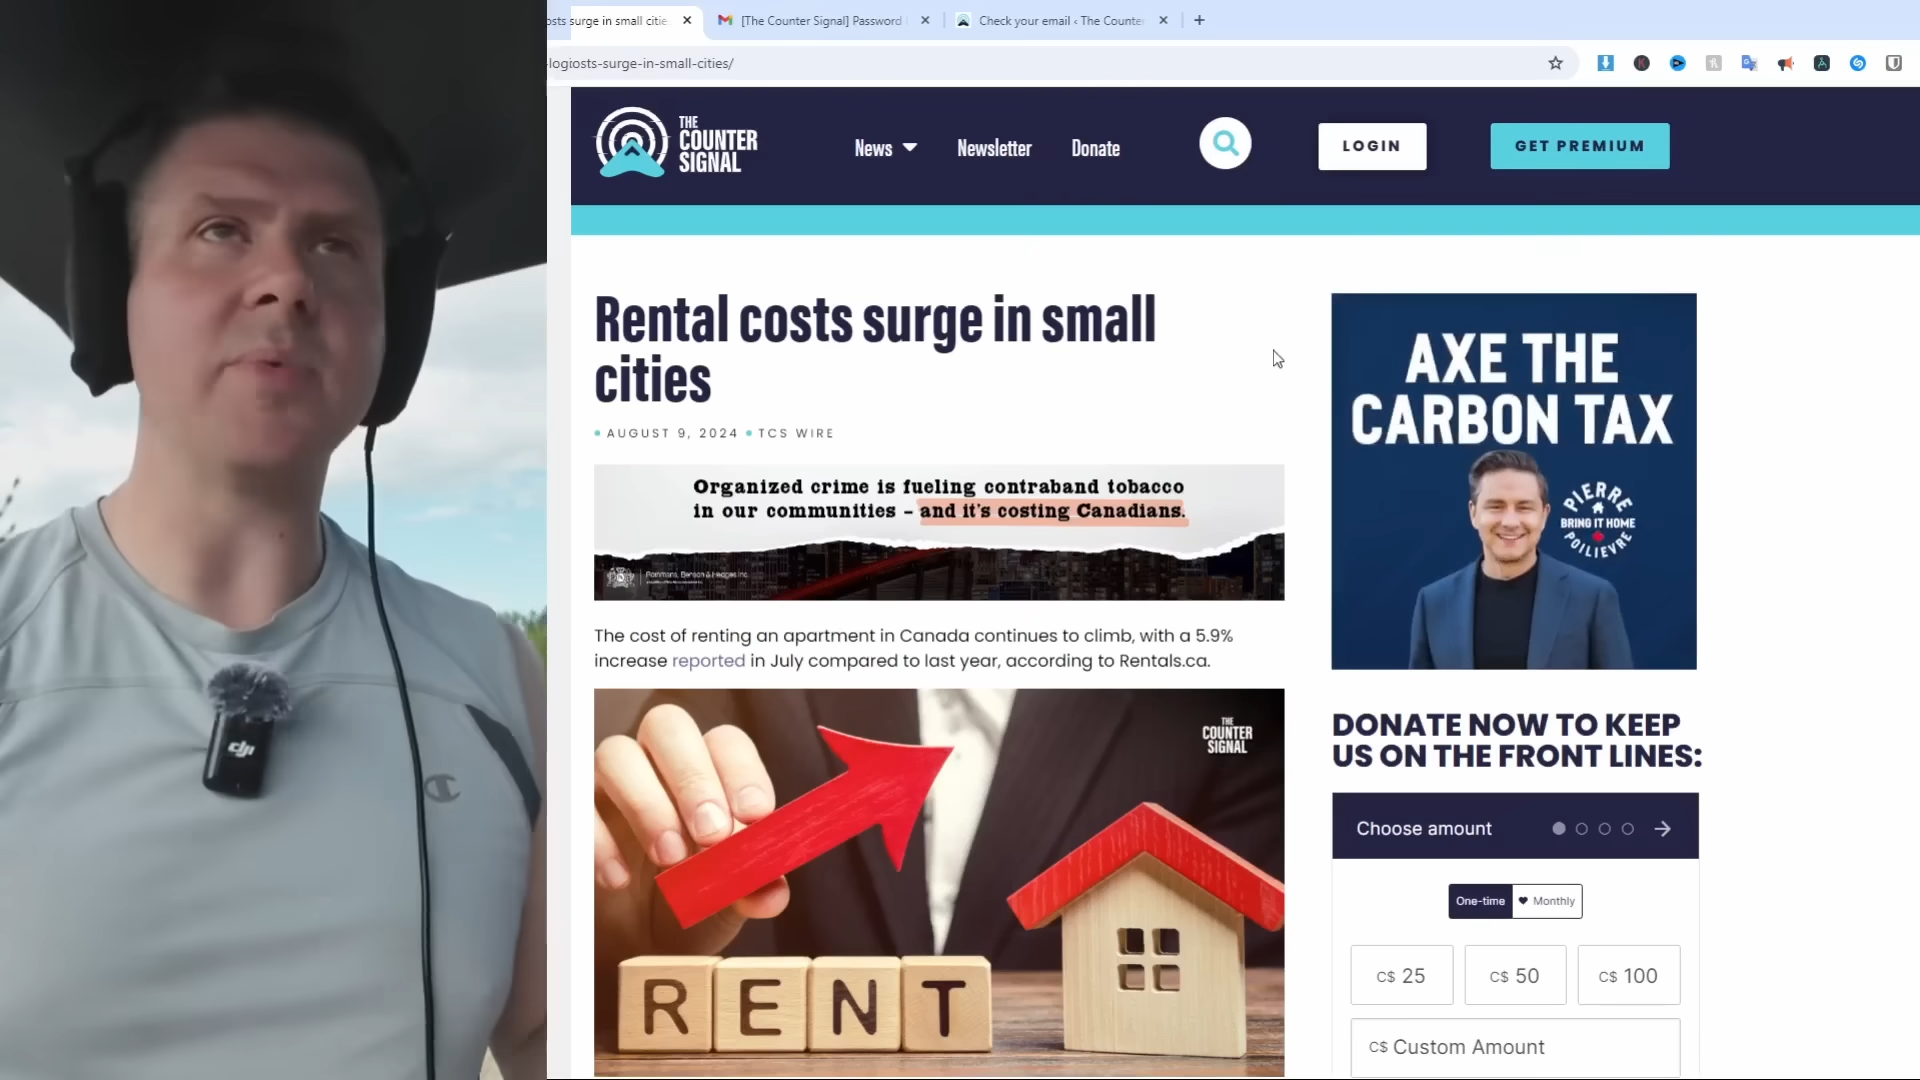 osts surge in small citie
[The Counter Signal] Password
Check your email ‹ The Counte
-logiosts-surge-in-small-cities/
THE
COUNTER
SIGNAL
News
Newsletter
Donate
LOGIN
GET PREMIUM
Rental costs surge in small
cities
AUGUST 9, 2024
TCS WIRE
Organized crime is fueling contraband tobacco
in our communities – and it's costing Canadians.
Rothmans, Benson & Hedges Inc.
The cost of renting an apartment in Canada continues to climb, with a 5.9%
increase reported in July compared to last year, according to Rentals.ca.
THE
COUNTER
SIGNAL
RENT
AXE THE
CARBON TAX
PIERRE
BRING IT HOME
POILIEVRE
DONATE NOW TO KEEP
US ON THE FRONT LINES:
Choose amount
One-time
Monthly
C$ 25
C$ 50
C$ 100
C$ Custom Amount
dji